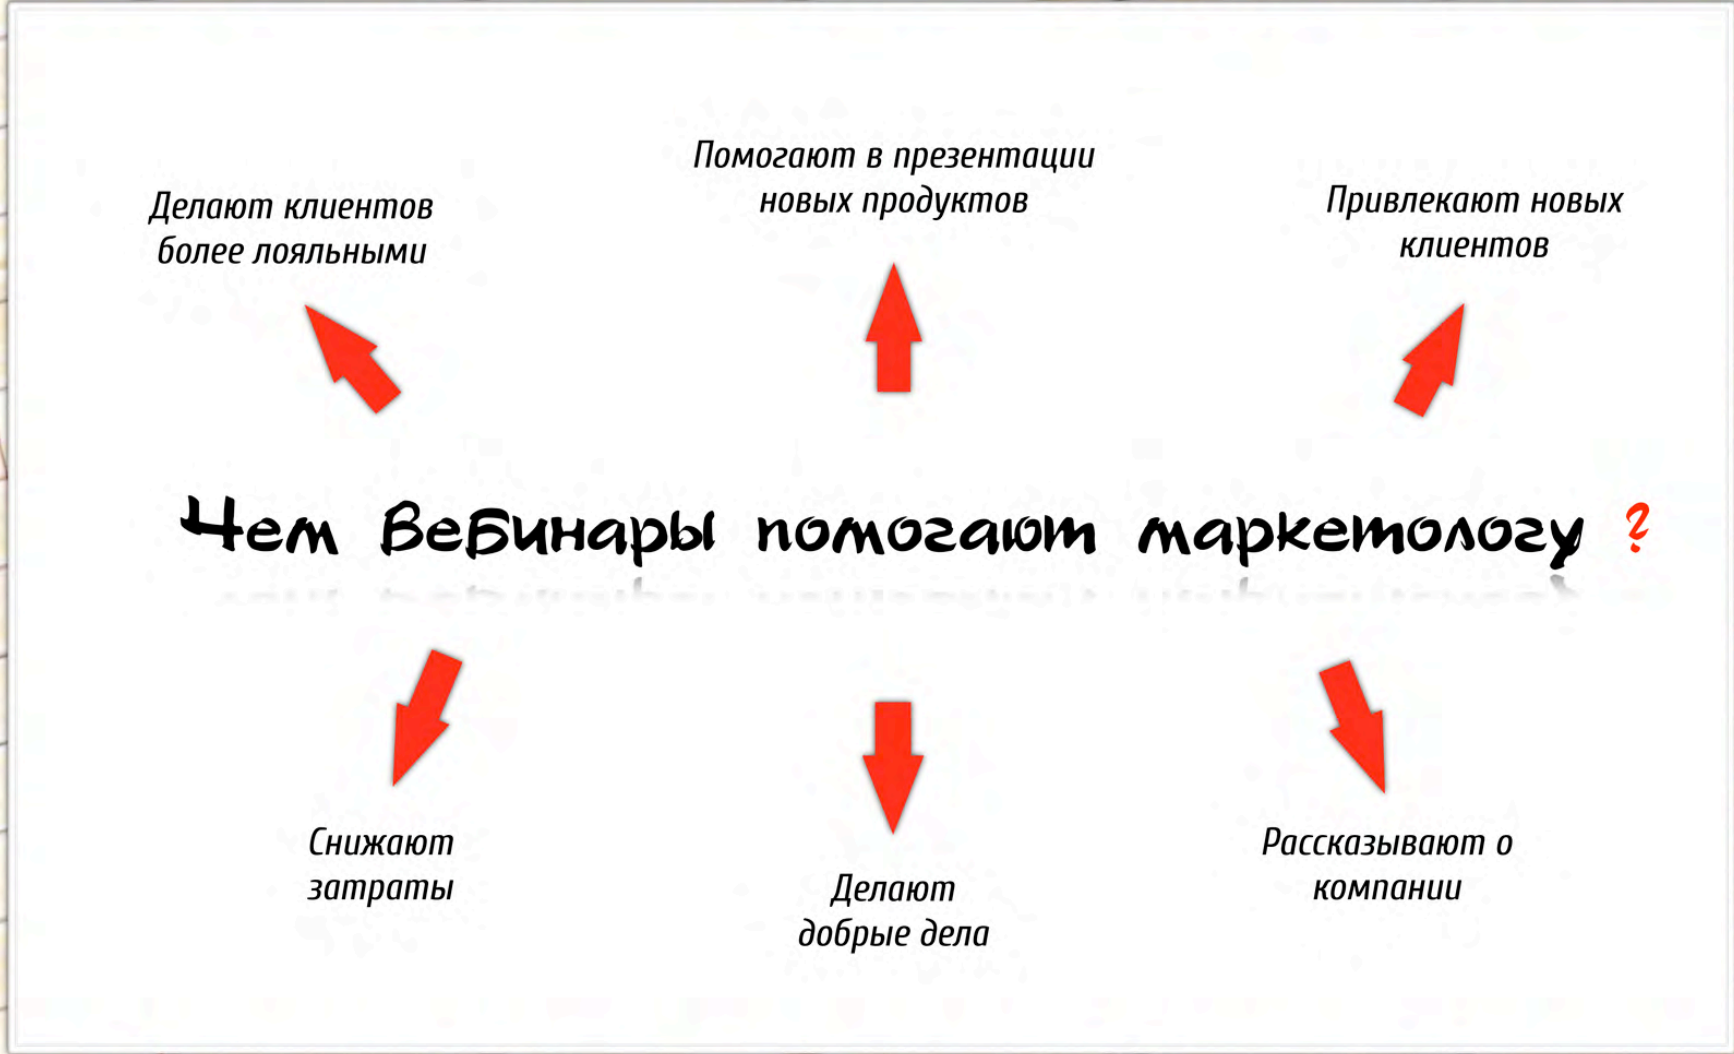 Делают клиентов
более лояльными
Помогают в презентации
новых продуктов
Привлекают новых
клиентов
Чем вебинары помогают маркетологу ?
Снижают
затраты
Делают
добрые дела
Рассказывают о
компании